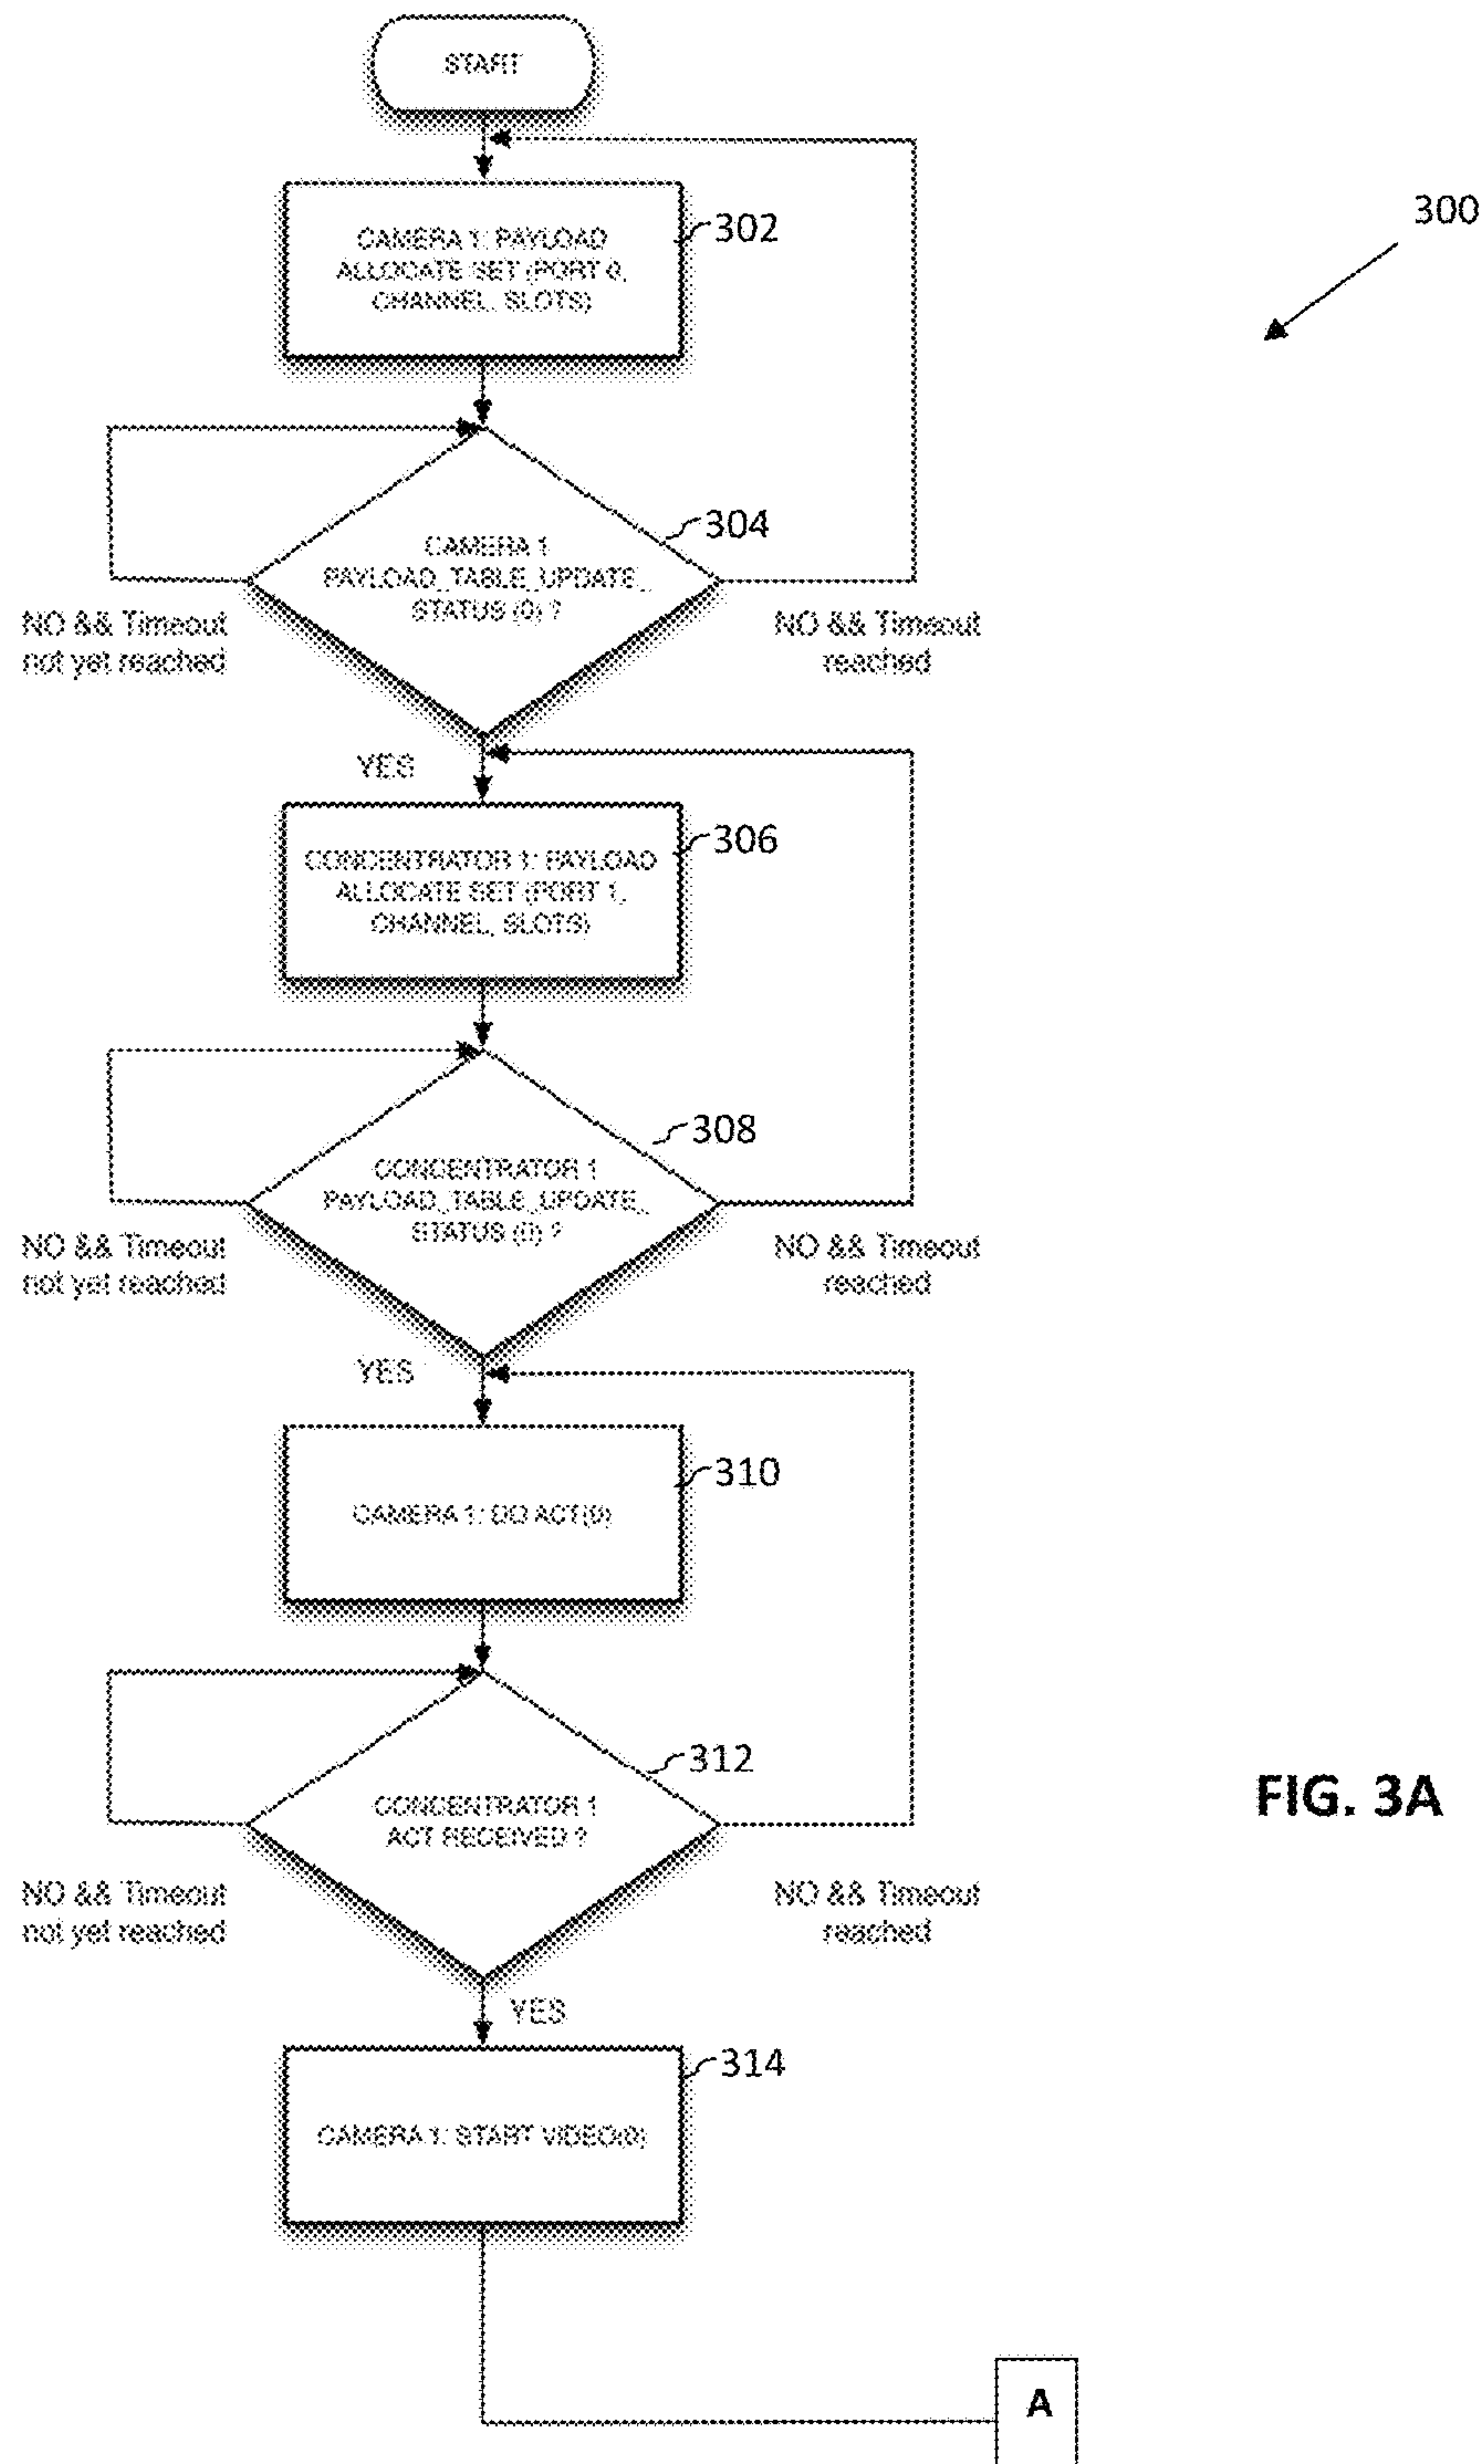 START
300
CAMERA 1: PAYLOAD
ALLOCATE SET (PORT 0,
CHANNEL, SLOTS)
302
CAMERA 1
PAYLOAD_TABLE_UPDATE_
STATUS (0) ?
304
NO && Timeout
not yet reached
NO && Timeout
reached
YES
CONCENTRATOR 1: PAYLOAD
ALLOCATE SET (PORT 1,
CHANNEL, SLOTS)
306
CONCENTRATOR 1
PAYLOAD_TABLE_UPDATE_
STATUS (0) ?
308
NO && Timeout
not yet reached
NO && Timeout
reached
YES
CAMERA 1: DO ACT(0)
310
CONCENTRATOR 1
ACT RECEIVED ?
312
NO && Timeout
not yet reached
NO && Timeout
reached
YES
CAMERA 1: START VIDEO(0)
314
A
FIG. 3A